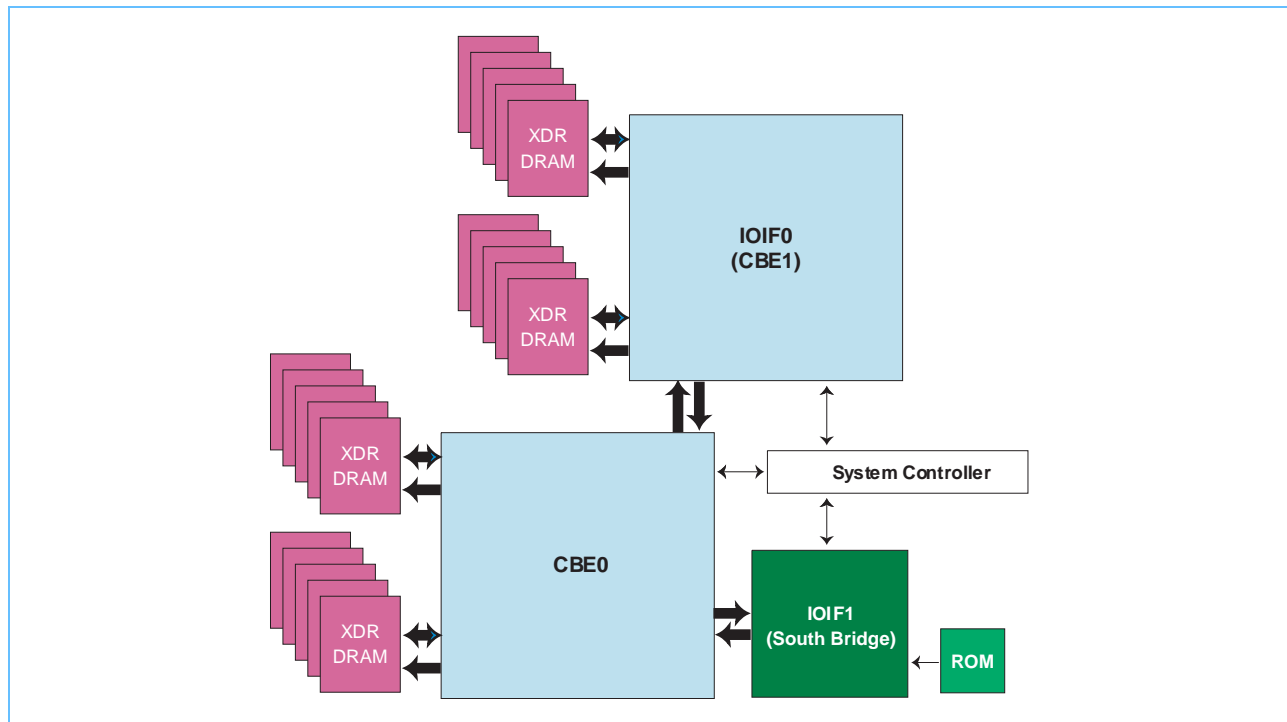 XDR
DRAM
IOIF0
(CBE1)
XDR
DRAM
XDR
DRAM
System Controller
CBE0
XDR
DRAM
IOIF1
(South Bridge)
ROM